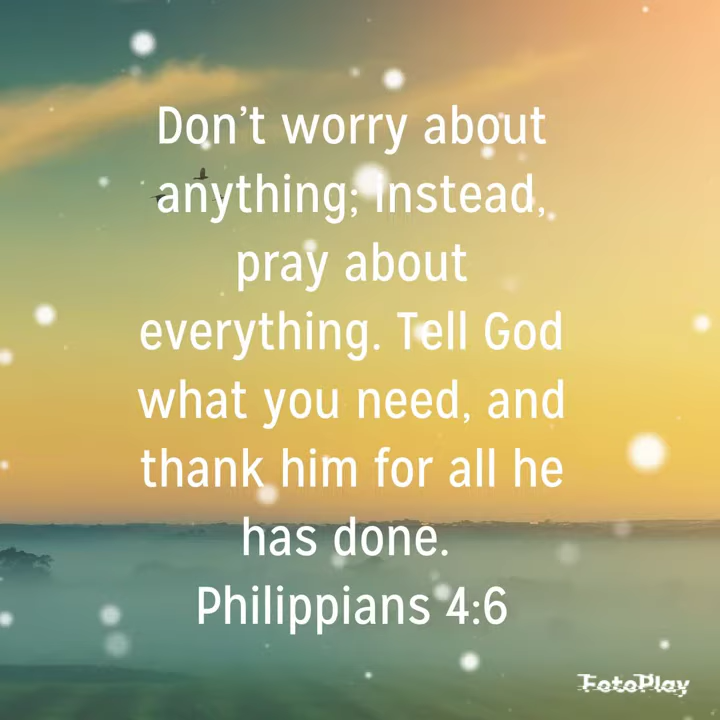 Don't worry about
anything; instead,
pray about
everything. Tell God
what you need, and
thank him for all he
has done.
Philippians 4:6
FotoPlay